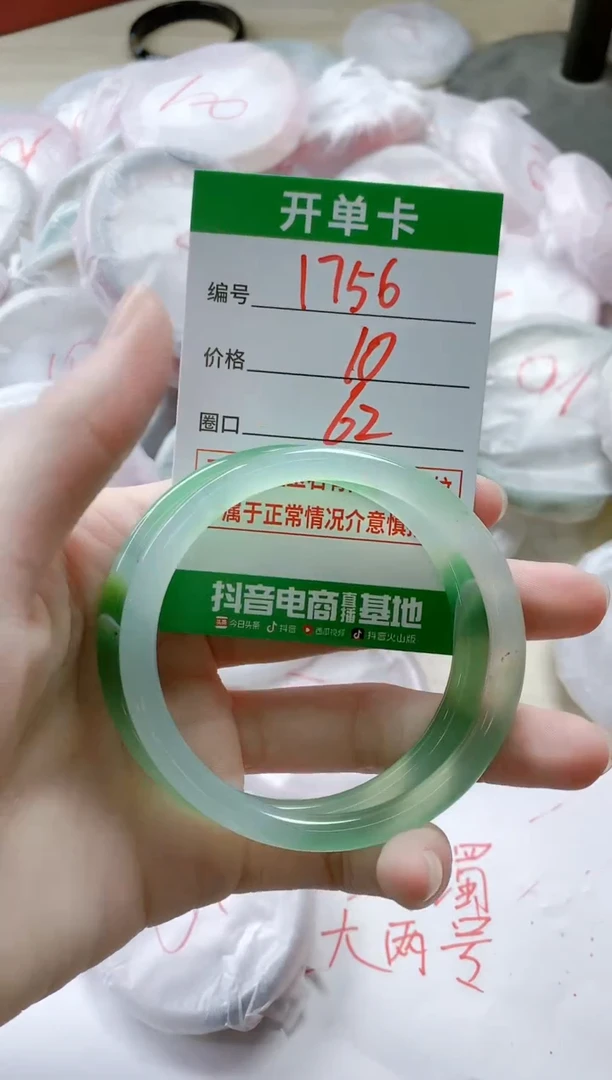 开单卡
编号 1756
价格 10
圈口 62
属于正常情况介意慎
抖音电商直播基地
今日头条 抖音 西瓜视频 抖音火山版
大两号